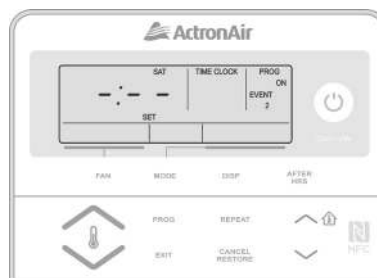 ActronAir
SAT TIME CLOCK PROG
ON
-:- - EVENT
2
SET
FAN MODE DISP AFTER HRS
PROG REPEAT
EXIT CANCEL RESTORE
NFC